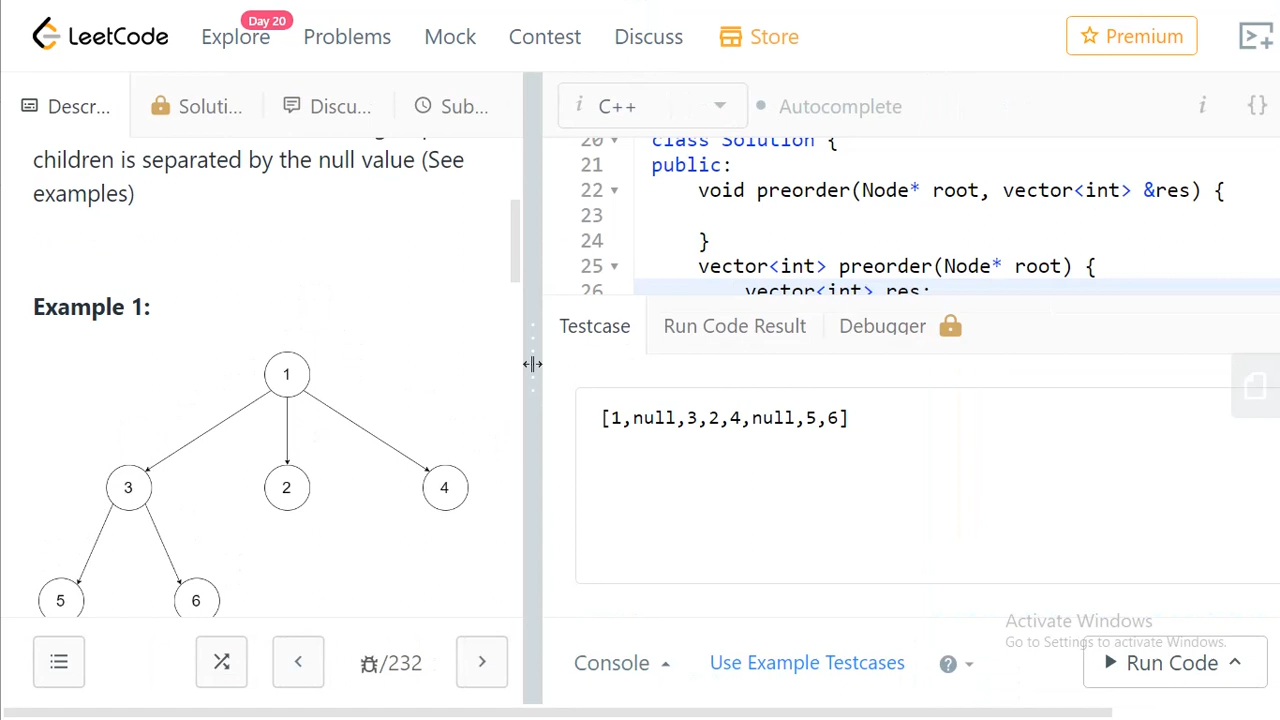 Day 20
LeetCode Explore Problems Mock Contest Discuss Store Premium
Descr... Soluti... Discu... Sub...
children is separated by the null value (See
examples)
Example 1:
1
3 2 4
5 6
/232
i C++ Autocomplete i {}
20 class Solution {
21 public:
22 void preorder(Node* root, vector<int> &res) {
23
24 }
25 vector<int> preorder(Node* root) {
26 vector<int> res;
Testcase Run Code Result Debugger
[1,null,3,2,4,null,5,6]
Activate Windows
Go to Settings to activate Windows.
Console Use Example Testcases ? Run Code